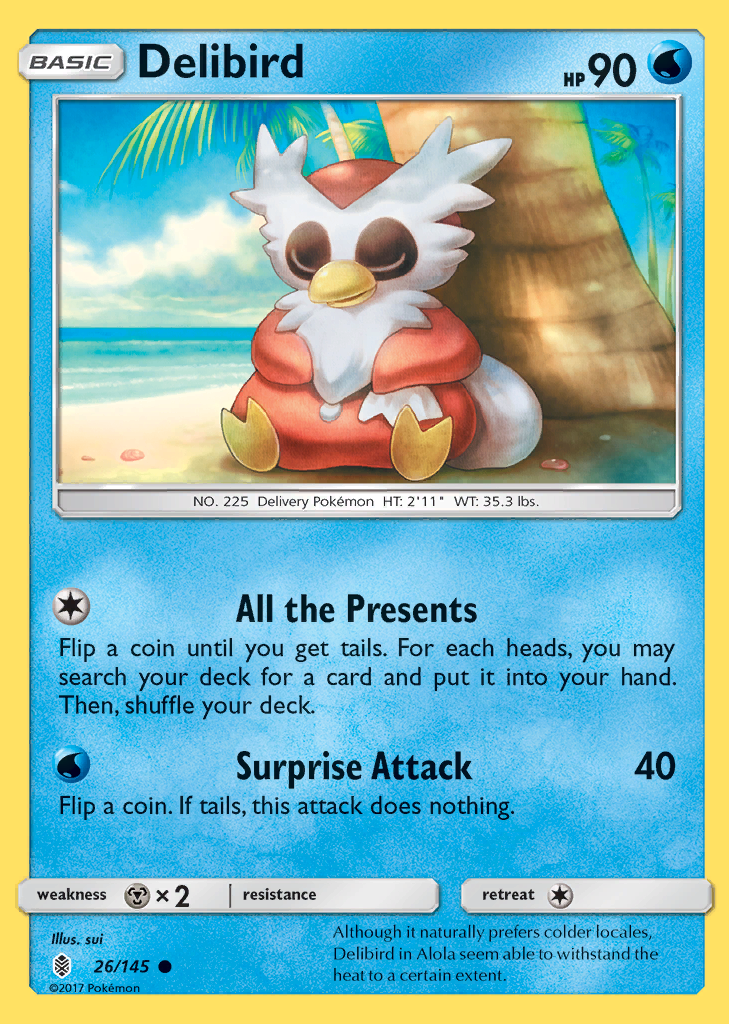 BASIC Delibird HP 90
NO. 225 Delivery Pokémon HT: 2'11" WT: 35.3 lbs.
All the Presents
Flip a coin until you get tails. For each heads, you may
search your deck for a card and put it into your hand.
Then, shuffle your deck.
Surprise Attack 40
Flip a coin. If tails, this attack does nothing.
weakness ×2 resistance retreat
Illus. sui
26/145
©2017 Pokémon
Although it naturally prefers colder locales,
Delibird in Alola seem able to withstand the
heat to a certain extent.